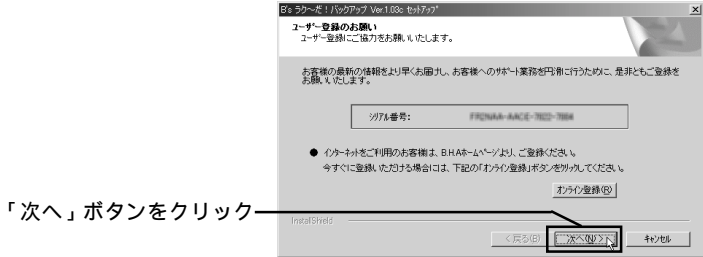 B's ラク～だ！バックアップ Ver.1.03c セットアップ
ユーザー登録のお願い
ユーザー登録にご協力をお願いいたします。
お客様の最新の情報をより早くお届けし、お客様へのサポート業務を円滑に行うために、是非ともご登録を
お願いいたします。
シリアル番号:
● インターネットをご利用のお客様は、B.H.Aホームページより、ご登録ください。
今すぐに登録いただける場合には、下記の「オンライン登録」ボタンをクリックしてください。
オンライン登録(R)
「次へ」ボタンをクリック
InstallShield
< 戻る(B)
次へ(N) >
キャンセル